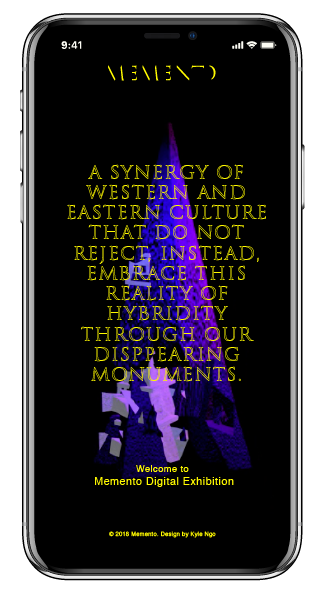 9:41
MEMENTO
A SYNERGY OF
WESTERN AND
EASTERN CULTURE
THAT DO NOT
REJECT, INSTEAD,
EMBRACE THIS
REALITY OF
HYBRIDITY
THROUGH OUR
DISPPEARING
MONUMENTS.
Welcome to
Memento Digital Exhibition
© 2018 Memento. Design by Kyle Ngo